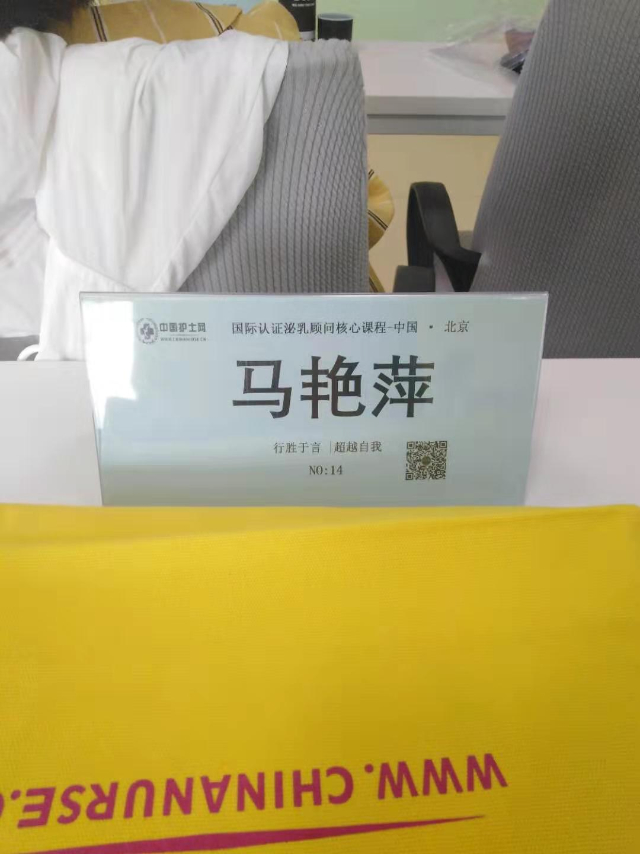 中国护士网
国际认证泌乳顾问核心课程-中国 · 北京
马艳萍
行胜于言 | 超越自我
NO:14
WWW.CHINANURSE.